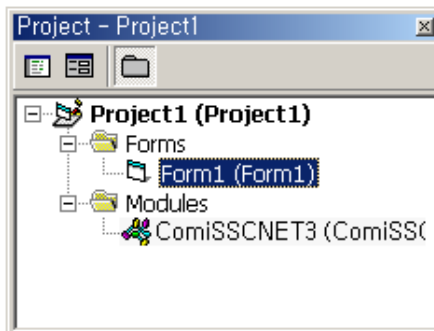 Project - Project1
Project1 (Project1)
Forms
Form1 (Form1)
Modules
ComiSSCNET3 (ComiSS(